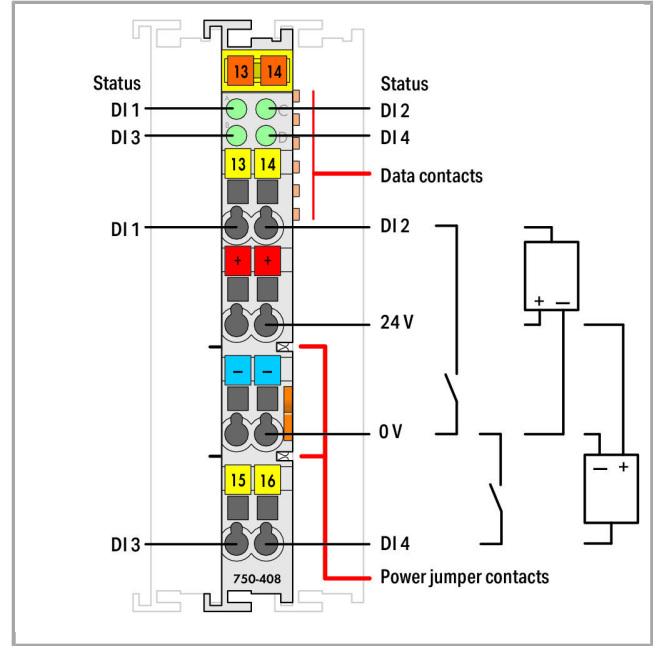 13 14
Status Status
A C
DI 1 DI 2
B D
DI 3 DI 4
13 14
Data contacts
DI 1 DI 2
+ +
+ –
24 V
– –
0 V
– +
15 16
DI 3 DI 4
750-408
Power jumper contacts